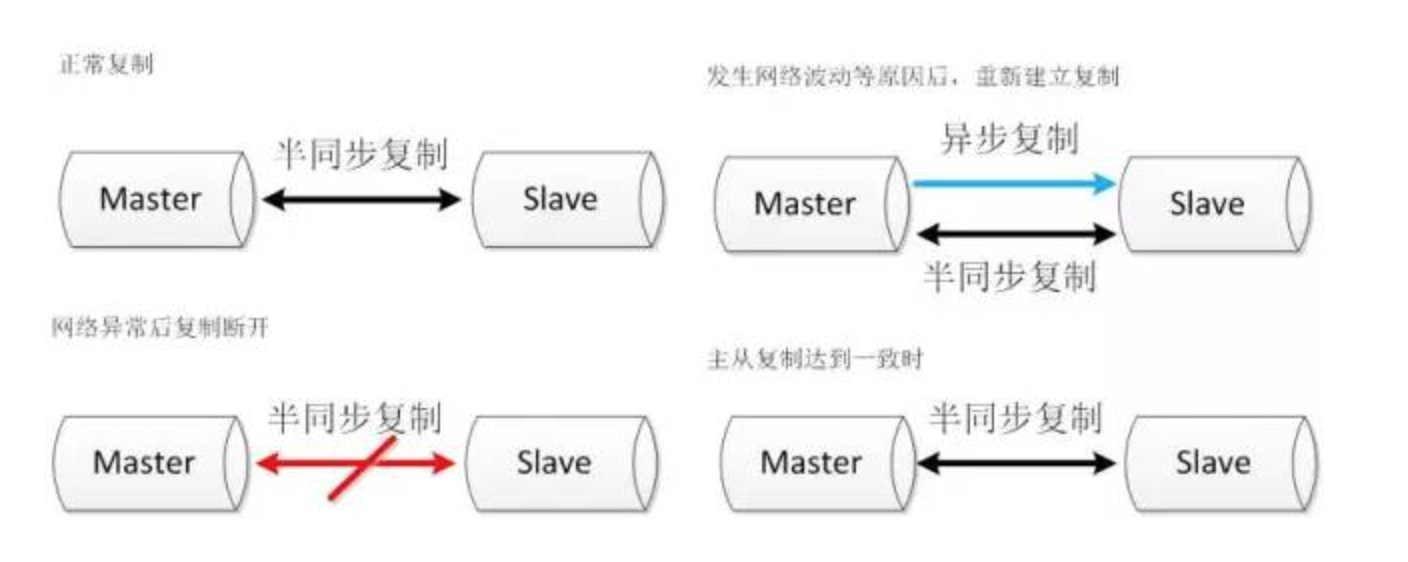 正常复制
半同步复制
Master
Slave
网络异常后复制断开
半同步复制
Master
Slave
发生网络波动等原因后，重新建立复制
异步复制
Master
Slave
半同步复制
主从复制达到一致时
半同步复制
Master
Slave